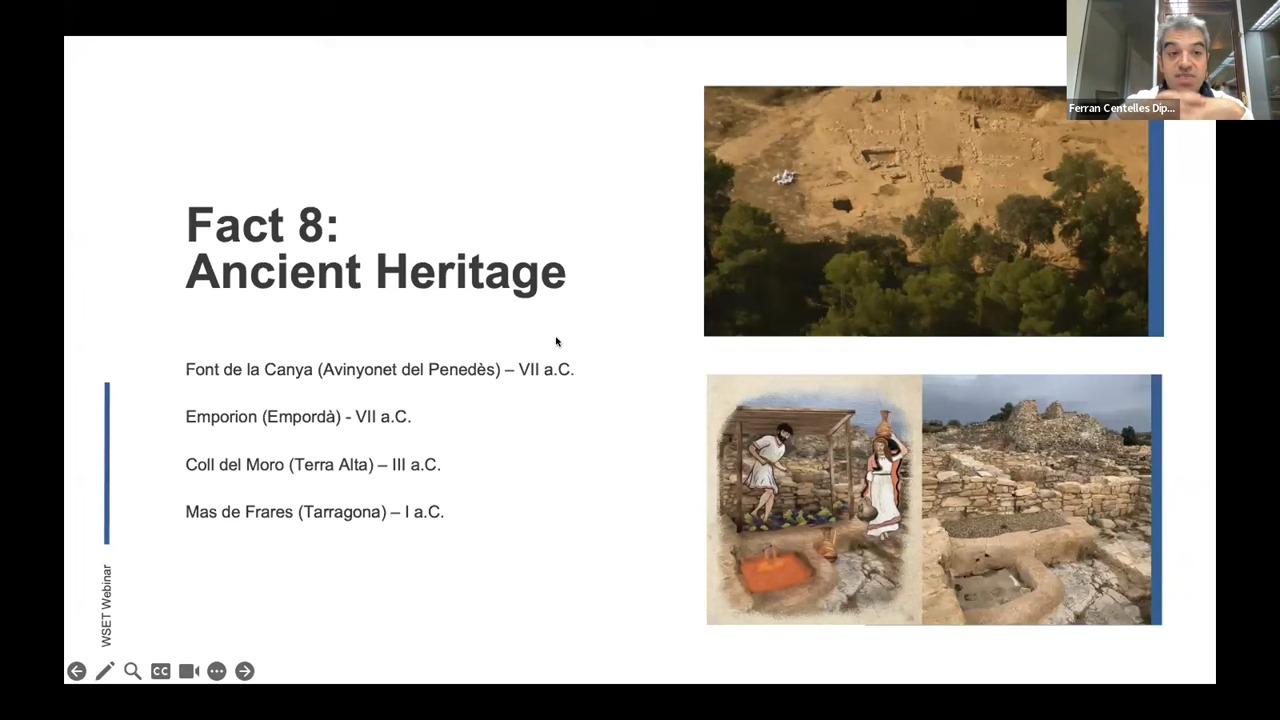 Ferran Centelles Dip...
Fact 8:
Ancient Heritage
Font de la Canya (Avinyonet del Penedès) – VII a.C.
Emporion (Empordà) - VII a.C.
Coll del Moro (Terra Alta) – III a.C.
Mas de Frares (Tarragona) – I a.C.
WSET Webinar
CC